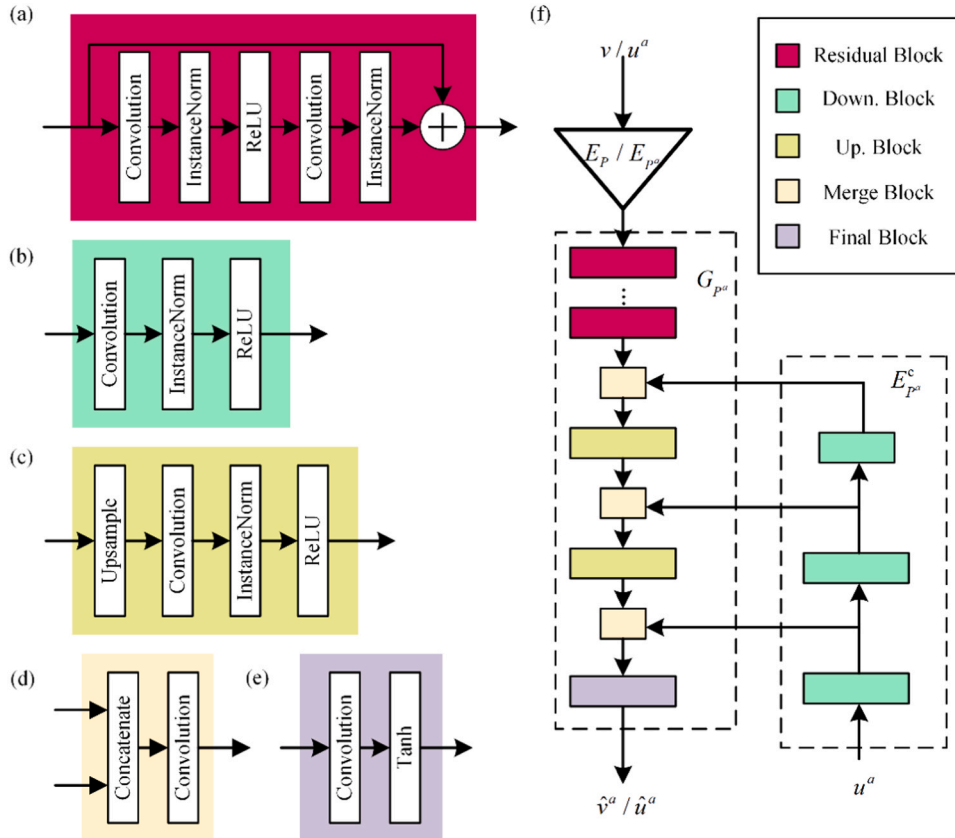 (a)
Convolution
InstanceNorm
ReLU
Convolution
InstanceNorm
+
(b)
Convolution
InstanceNorm
ReLU
(c)
Upsample
Convolution
InstanceNorm
ReLU
(d)
Concatenate
Convolution
(e)
Convolution
Tanh
(f)
v / u^a
E_P / E_{P^a}
G_{P^a}
...
E^c_{P^a}
u^a
v̂^a / û^a
Residual Block
Down. Block
Up. Block
Merge Block
Final Block